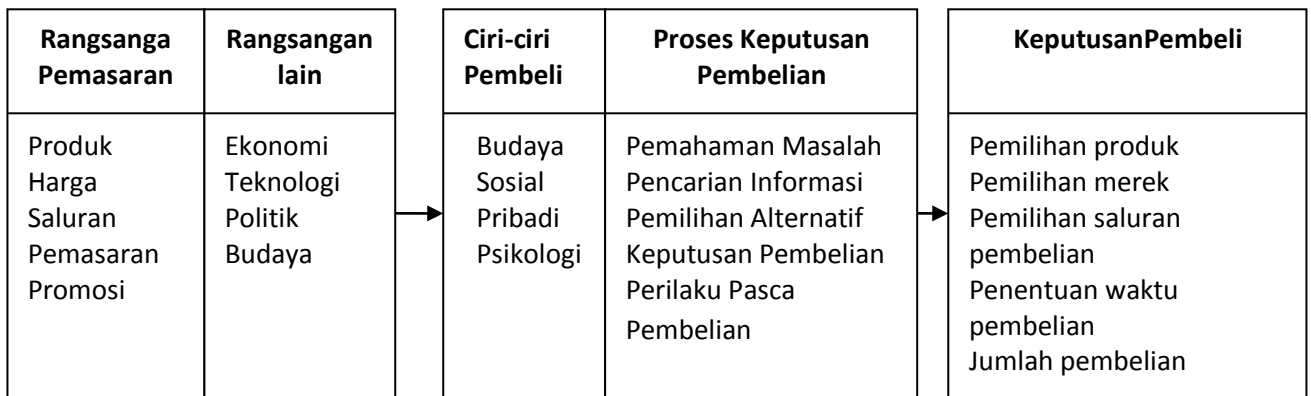 Rangsanga
Pemasaran
Rangsangan
lain
Ciri-ciri
Pembeli
Proses Keputusan
Pembelian
KeputusanPembeli
Produk
Harga
Saluran
Pemasaran
Promosi
Ekonomi
Teknologi
Politik
Budaya
Budaya
Sosial
Pribadi
Psikologi
Pemahaman Masalah
Pencarian Informasi
Pemilihan Alternatif
Keputusan Pembelian
Perilaku Pasca
Pembelian
Pemilihan produk
Pemilihan merek
Pemilihan saluran
pembelian
Penentuan waktu
pembelian
Jumlah pembelian